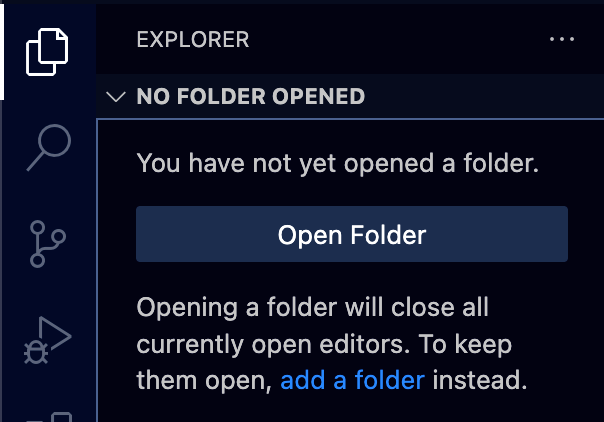 EXPLORER
NO FOLDER OPENED
You have not yet opened a folder.
Open Folder
Opening a folder will close all
currently open editors. To keep
them open, add a folder instead.